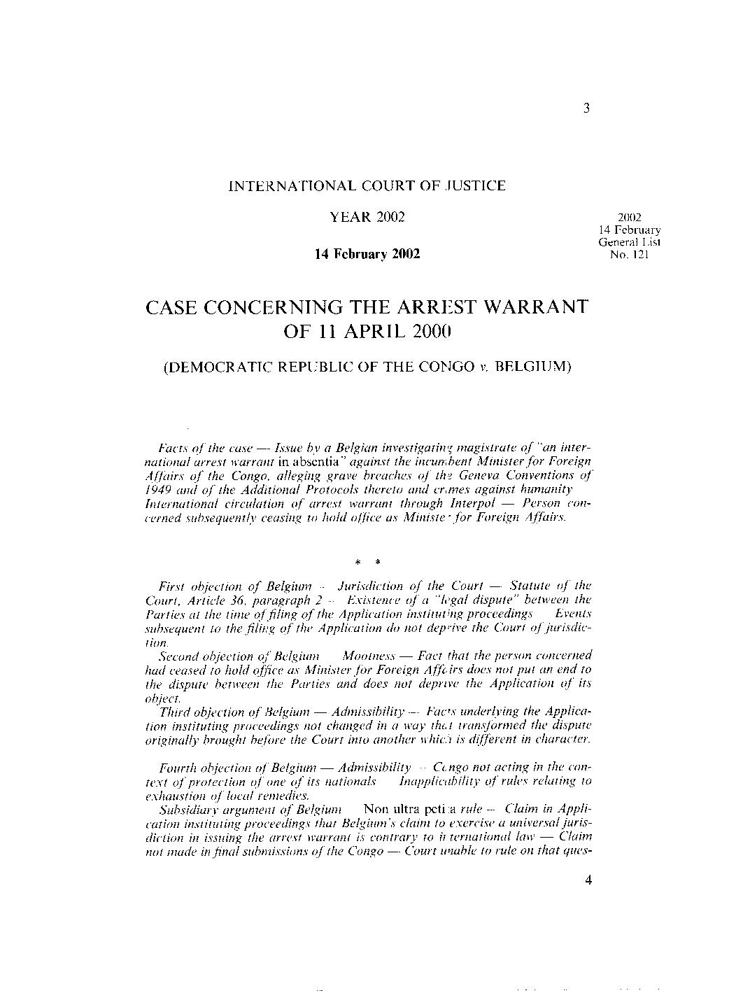 3
INTERNATIONAL COURT OF JUSTICE
YEAR 2002
2002
14 February
General List
No. 121
14 February 2002
CASE CONCERNING THE ARREST WARRANT
OF 11 APRIL 2000
(DEMOCRATIC REPUBLIC OF THE CONGO v. BELGIUM)
Facts of the case — Issue by a Belgian investigating magistrate of "an inter-
national arrest warrant in absentia" against the incumbent Minister for Foreign
Affairs of the Congo, alleging grave breaches of the Geneva Conventions of
1949 and of the Additional Protocols thereto and crimes against humanity
International circulation of arrest warrant through Interpol — Person con-
cerned subsequently ceasing to hold office as Minister for Foreign Affairs.
* *
First objection of Belgium — Jurisdiction of the Court — Statute of the
Court, Article 36, paragraph 2 — Existence of a "legal dispute" between the
Parties at the time of filing of the Application instituting proceedings Events
subsequent to the filing of the Application do not deprive the Court of jurisdic-
tion.
Second objection of Belgium Mootness — Fact that the person concerned
had ceased to hold office as Minister for Foreign Affairs does not put an end to
the dispute between the Parties and does not deprive the Application of its
object.
Third objection of Belgium — Admissibility — Facts underlying the Applica-
tion instituting proceedings not changed in a way that transformed the dispute
originally brought before the Court into another which is different in character.
Fourth objection of Belgium — Admissibility — Congo not acting in the con-
text of protection of one of its nationals Inapplicability of rules relating to
exhaustion of local remedies.
Subsidiary argument of Belgium Non ultra petita rule — Claim in Appli-
cation instituting proceedings that Belgium's claim to exercise a universal juris-
diction in issuing the arrest warrant is contrary to international law — Claim
not made in final submissions of the Congo — Court unable to rule on that ques-
4